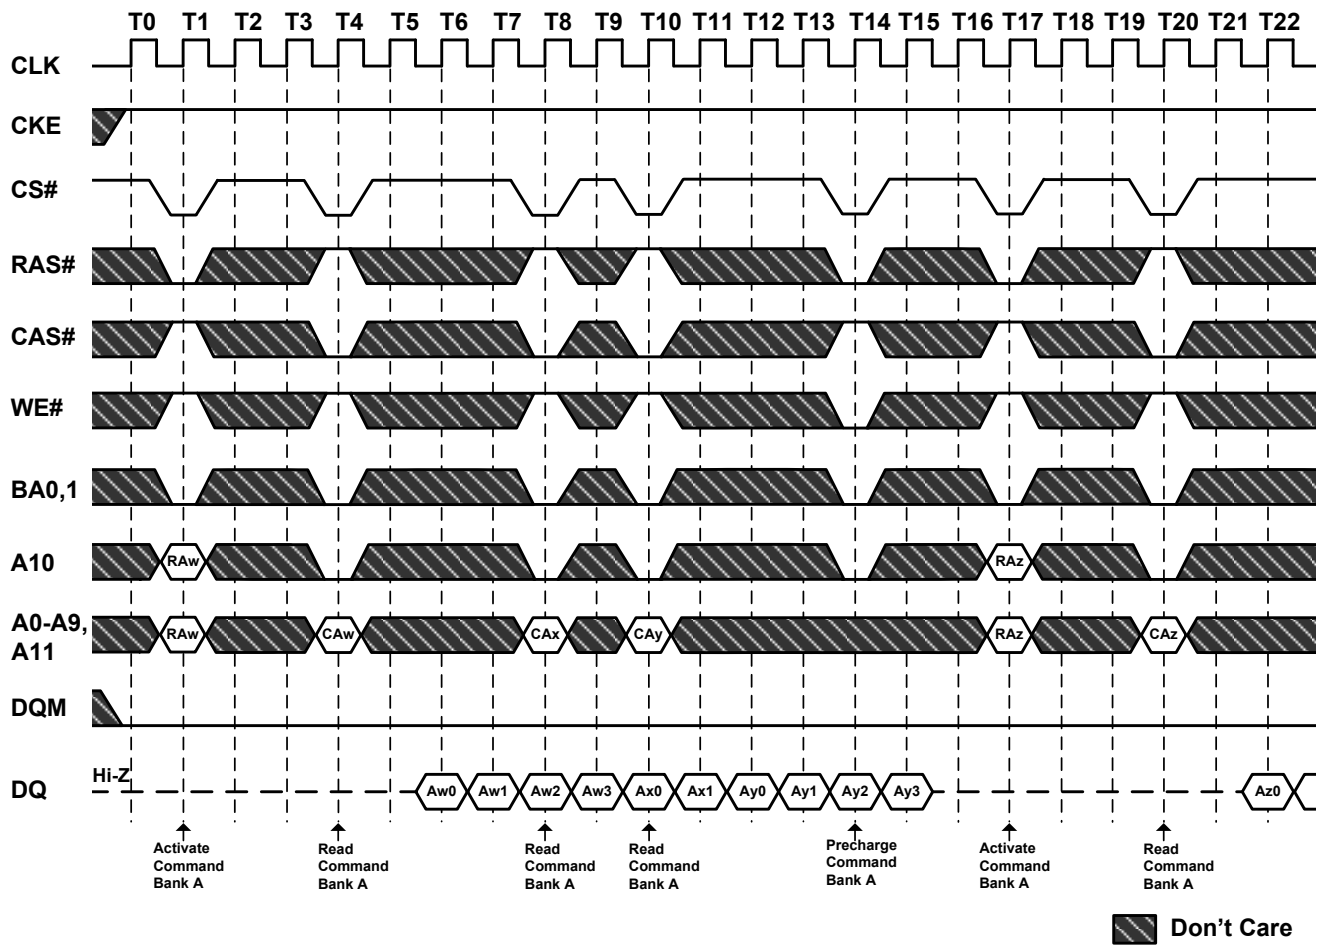 T0 T1 T2 T3 T4 T5 T6 T7 T8 T9 T10 T11 T12 T13 T14 T15 T16 T17 T18 T19 T20 T21 T22
CLK
CKE
CS#
RAS#
CAS#
WE#
BA0,1
A10 RAw RAz
A0-A9,
A11 RAw CAw CAx CAy RAz CAz
DQM
Hi-Z
DQ Aw0 Aw1 Aw2 Aw3 Ax0 Ax1 Ay0 Ay1 Ay2 Ay3 Az0
Activate
Command
Bank A
Read
Command
Bank A
Read
Command
Bank A
Read
Command
Bank A
Precharge
Command
Bank A
Activate
Command
Bank A
Read
Command
Bank A
Don't Care